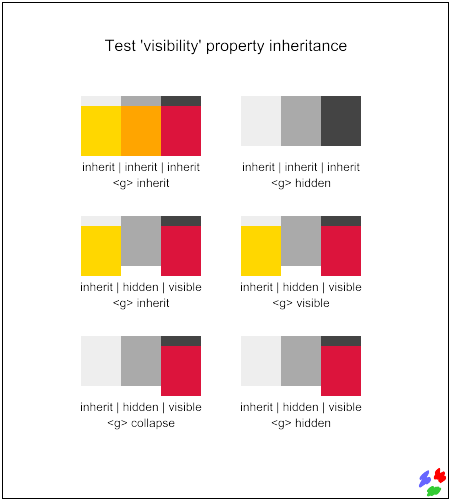 Test 'visibility' property inheritance
inherit | inherit | inherit
<g> inherit
inherit | inherit | inherit
<g> hidden
inherit | hidden | visible
<g> inherit
inherit | hidden | visible
<g> visible
inherit | hidden | visible
<g> collapse
inherit | hidden | visible
<g> hidden